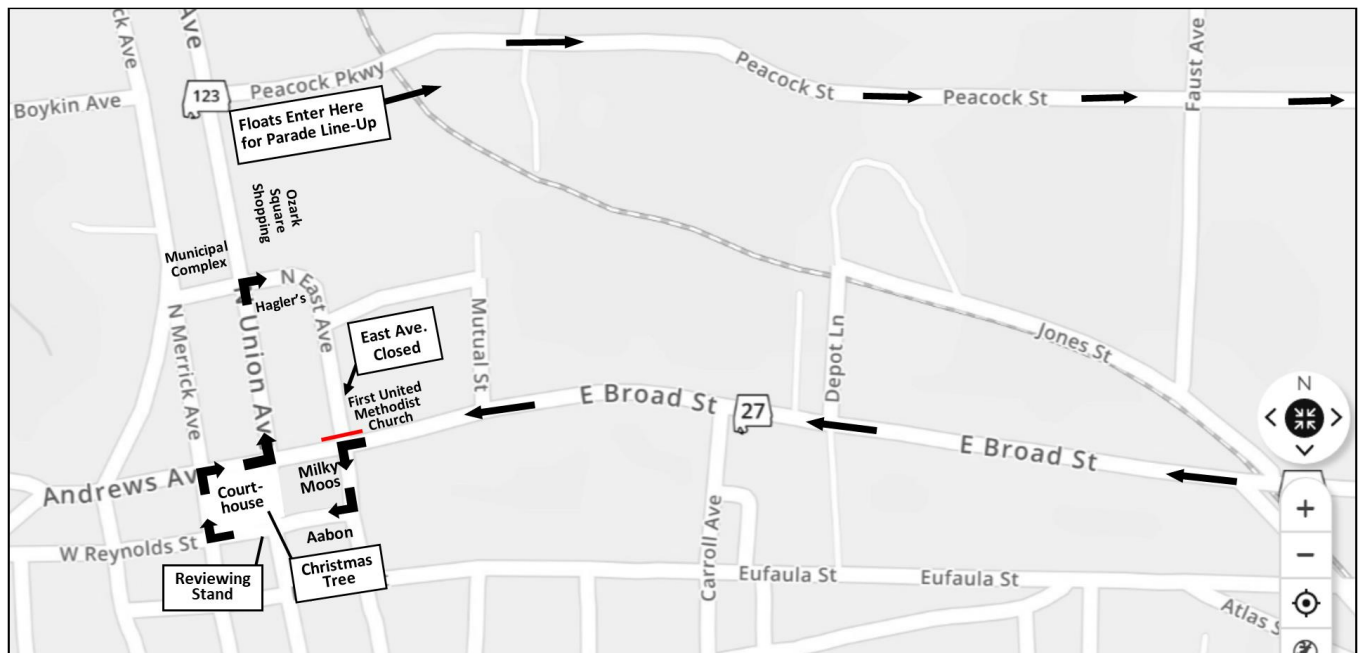 ck Ave
Ave
123
Peacock Pkwy
Boykin Ave
Floats Enter Here
for Parade Line-Up
Peacock St
Peacock St
Faust Ave
Ozark
Square
Shopping
Municipal
Complex
Hagler's
N East Ave
N Merrick Ave
N Union Av
Mutual St
East Ave.
Closed
First United
Methodist
Church
E Broad St
27
Depot Ln
Jones St
E Broad St
N
Andrews Av
Court-
house
Milky
Moos
Aabon
W Reynolds St
Reviewing
Stand
Christmas
Tree
Carroll Ave
Eufaula St
Eufaula St
Atlas S
+
−